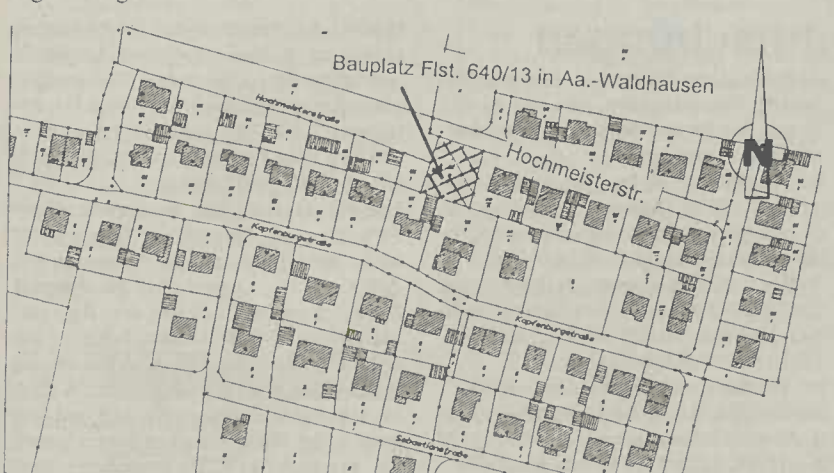 Bauplatz Flst. 640/13 in Aa.-Waldhausen
Hochmeisterstraße
Hochmeisterstr.
N
Kapfenburgstraße
Kapfenburgstraße
Sebastianstraße